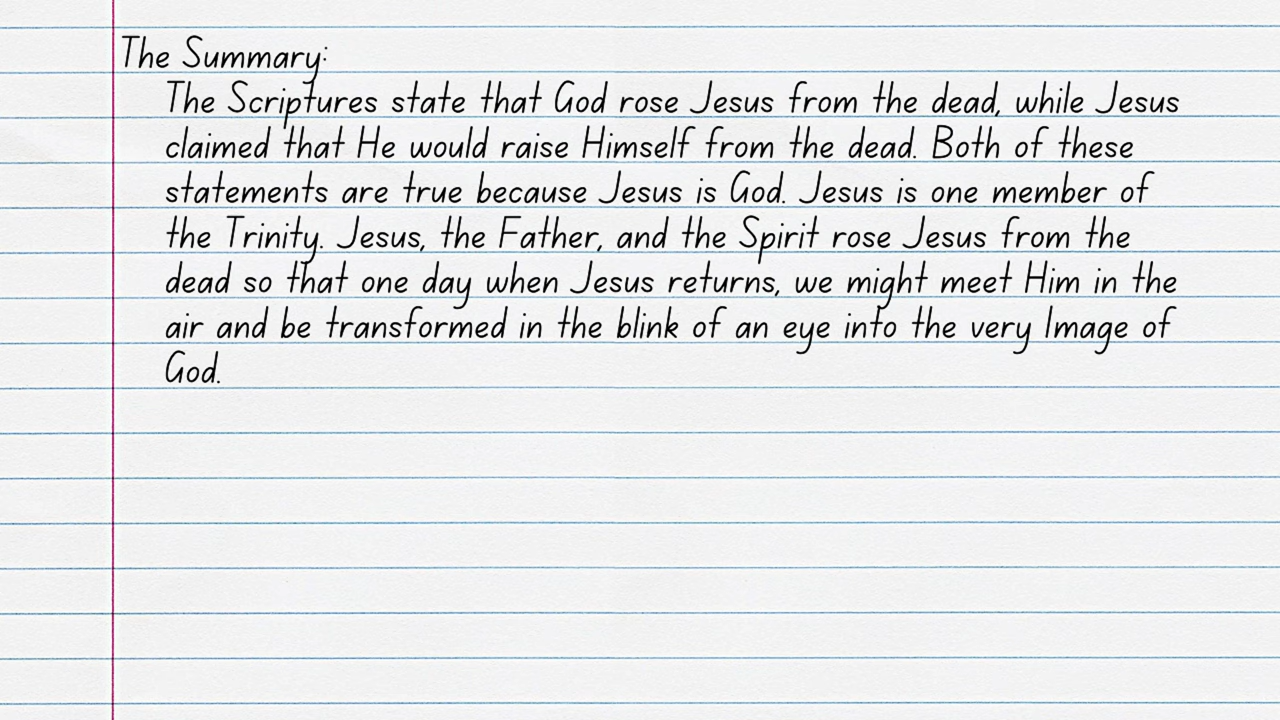 The Summary:
The Scriptures state that God rose Jesus from the dead, while Jesus
claimed that He would raise Himself from the dead. Both of these
statements are true because Jesus is God. Jesus is one member of
the Trinity. Jesus, the Father, and the Spirit rose Jesus from the
dead so that one day when Jesus returns, we might meet Him in the
air and be transformed in the blink of an eye into the very Image of
God.